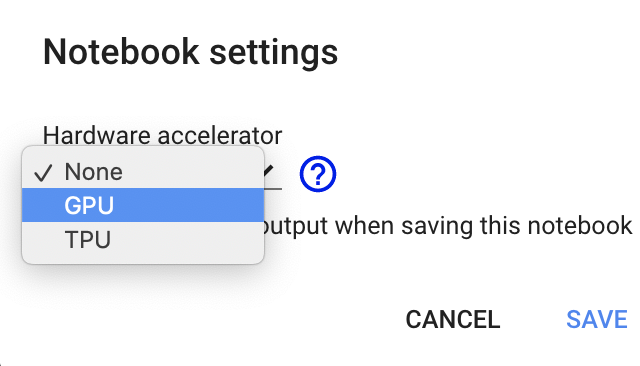 Notebook settings
Hardware accelerator
✓ None
?
GPU
TPU
output when saving this notebook
CANCEL SAVE